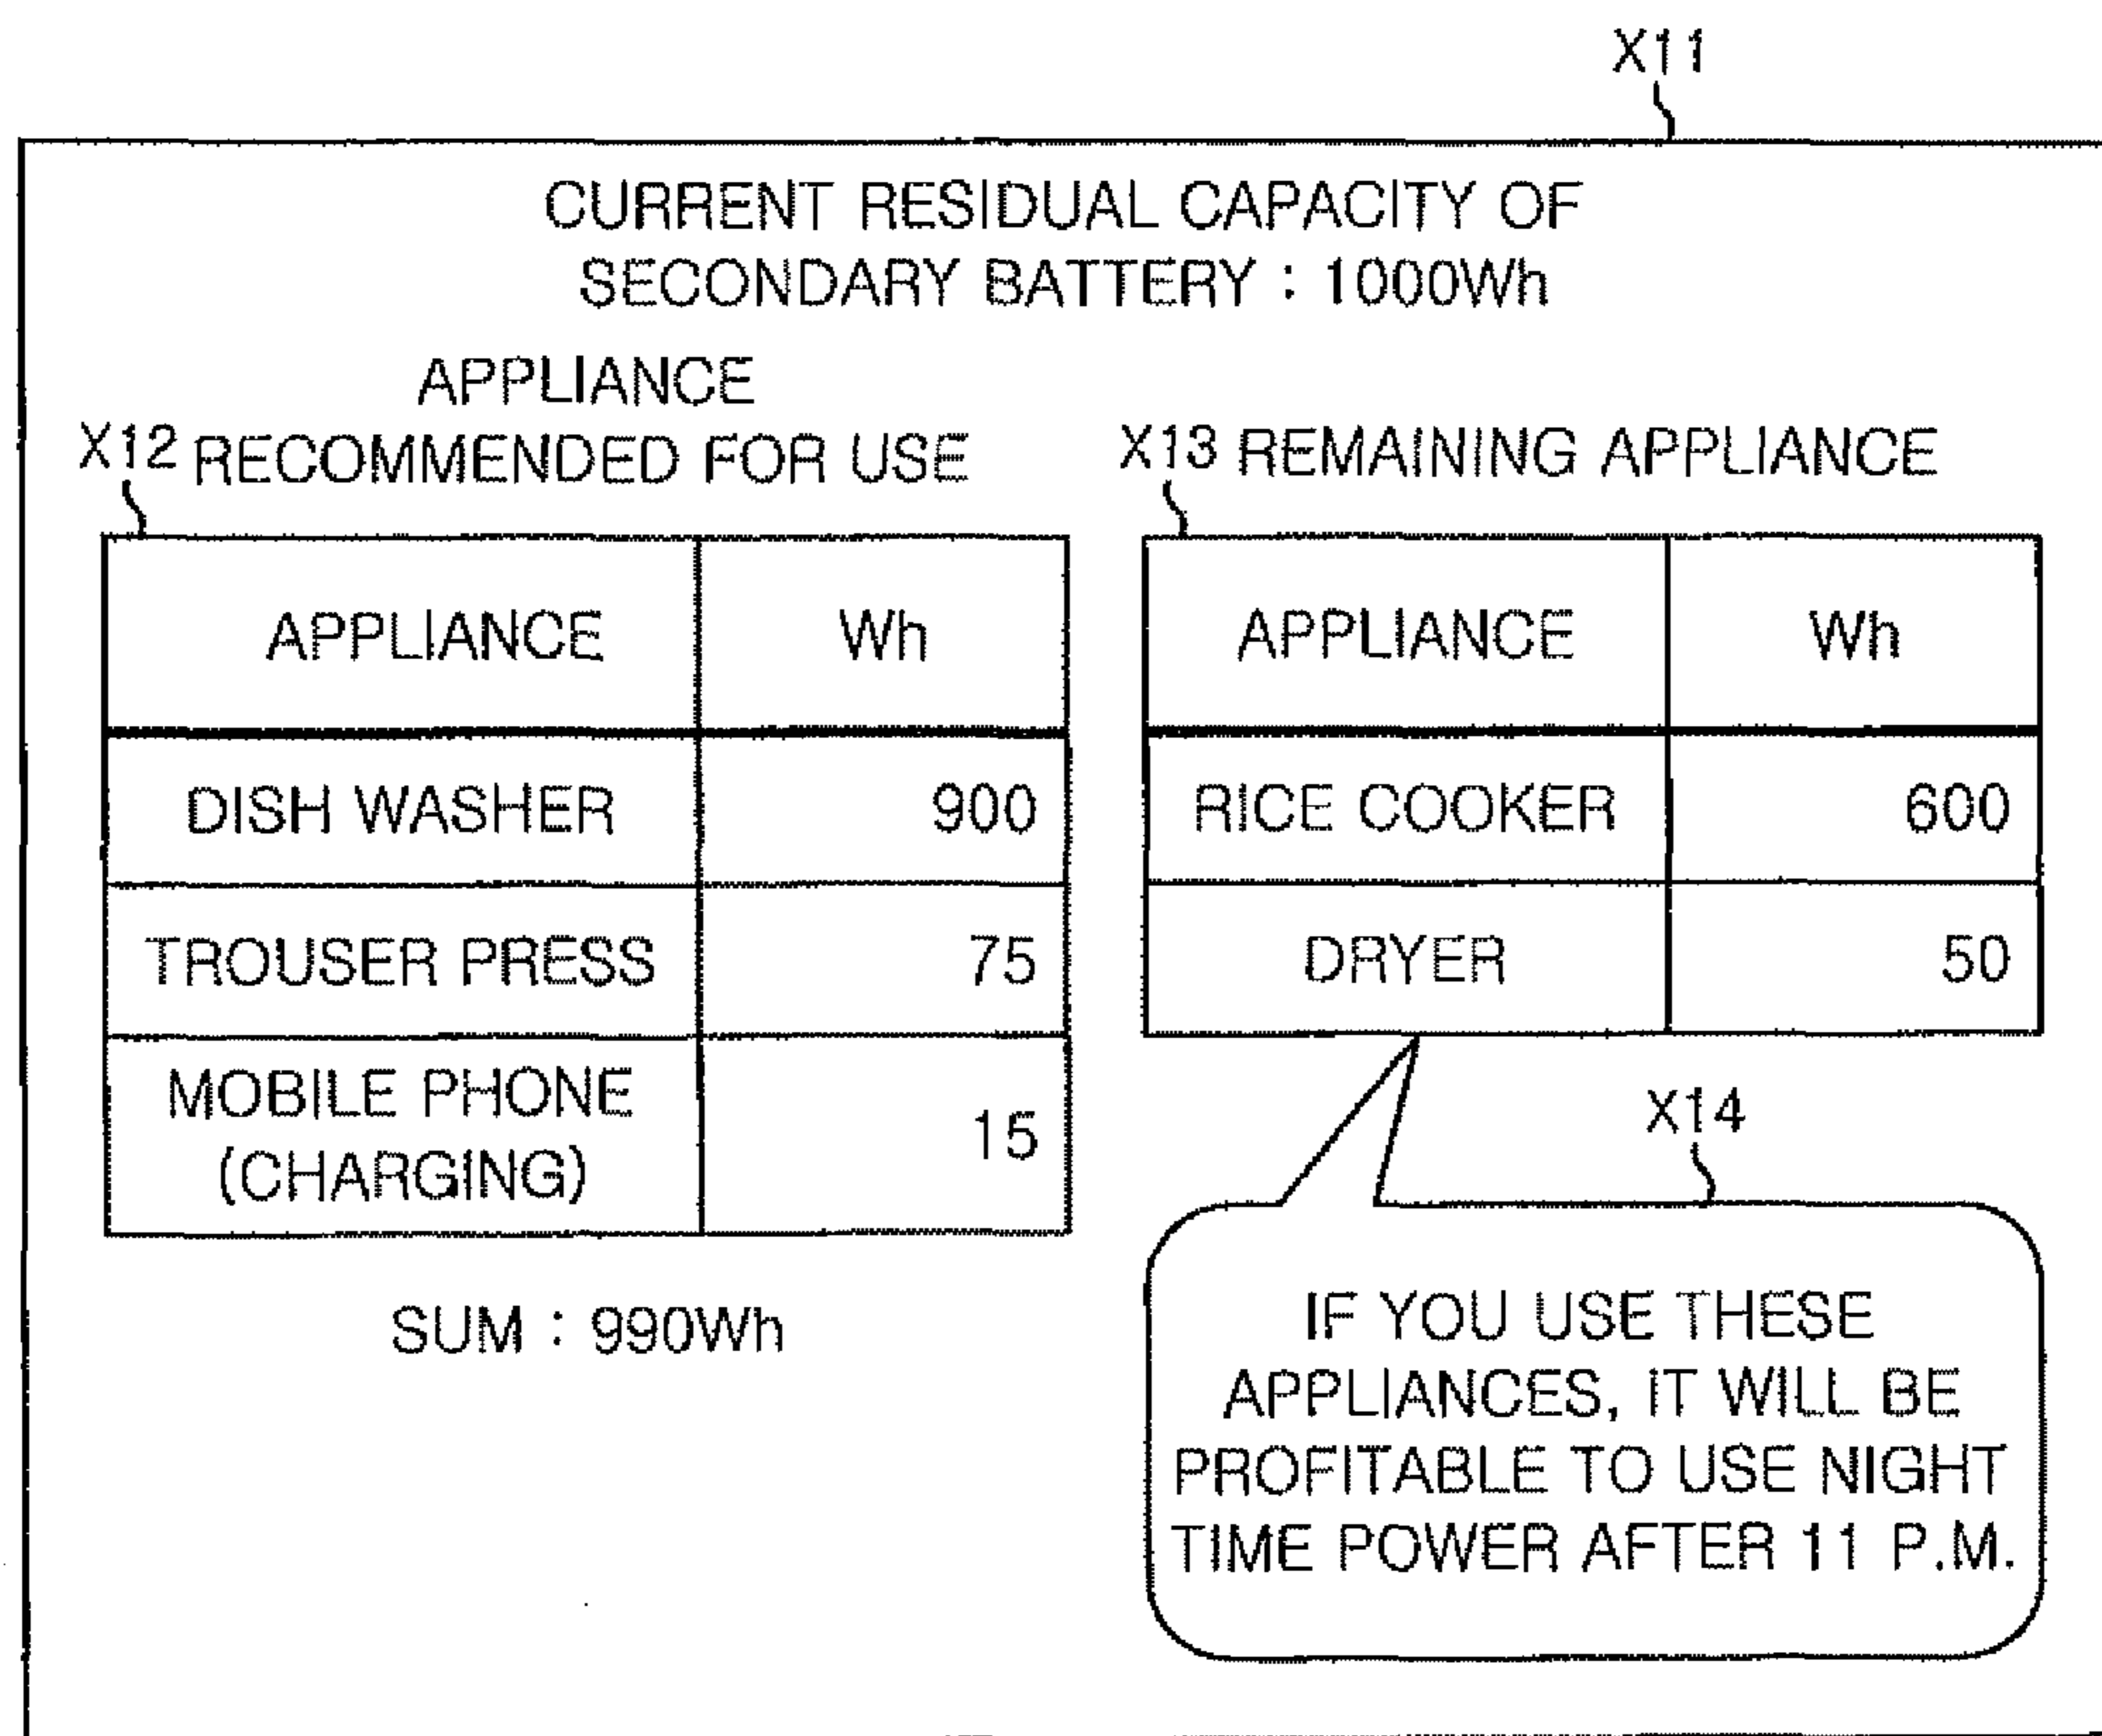 X11
CURRENT RESIDUAL CAPACITY OF
SECONDARY BATTERY : 1000Wh
APPLIANCE
X12 RECOMMENDED FOR USE
APPLIANCE Wh
DISH WASHER 900
TROUSER PRESS 75
MOBILE PHONE
(CHARGING) 15
SUM : 990Wh
X13 REMAINING APPLIANCE
APPLIANCE Wh
RICE COOKER 600
DRYER 50
X14
IF YOU USE THESE
APPLIANCES, IT WILL BE
PROFITABLE TO USE NIGHT
TIME POWER AFTER 11 P.M.